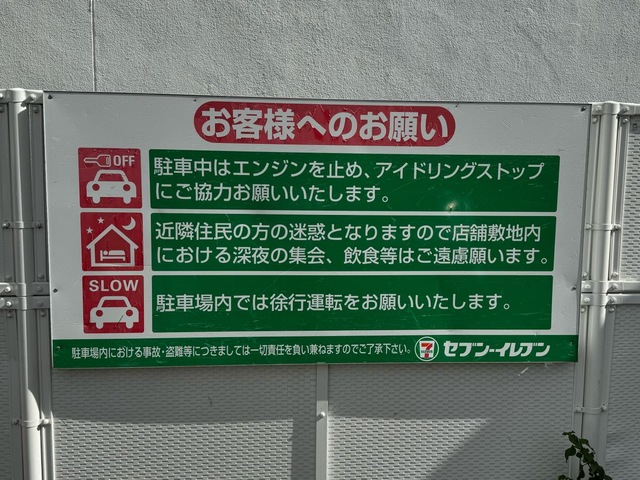 お客様へのお願い
OFF
駐車中はエンジンを止め、アイドリングストップ
にご協力お願いいたします。
近隣住民の方の迷惑となりますので店舗敷地内
における深夜の集会、飲食等はご遠慮願います。
SLOW
駐車場内では徐行運転をお願いいたします。
駐車場内における事故・盗難等につきましては一切責任を負い兼ねますのでご了承下さい。
7 ELEVEN セブン-イレブン